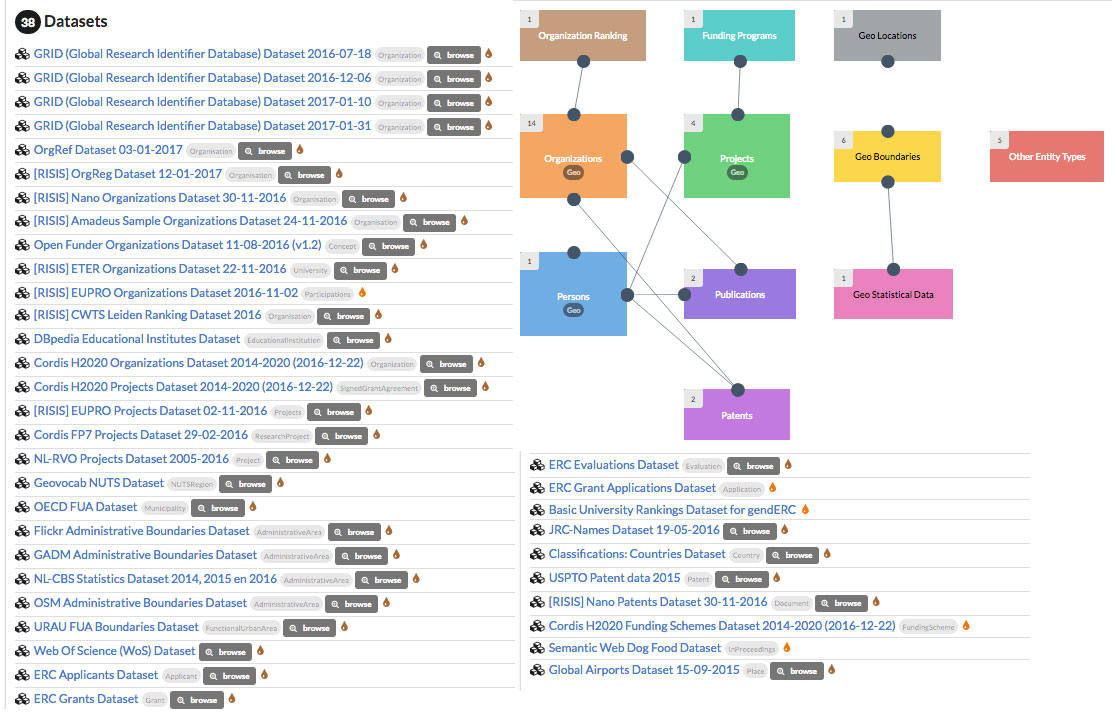 38 Datasets
GRID (Global Research Identifier Database) Dataset 2016-07-18 Organization browse
GRID (Global Research Identifier Database) Dataset 2016-12-06 Organization browse
GRID (Global Research Identifier Database) Dataset 2017-01-10 Organization browse
GRID (Global Research Identifier Database) Dataset 2017-01-31 Organization browse
OrgRef Dataset 03-01-2017 Organisation browse
[RISIS] OrgReg Dataset 12-01-2017 Organisation browse
[RISIS] Nano Organizations Dataset 30-11-2016 Organisation browse
[RISIS] Amadeus Sample Organizations Dataset 24-11-2016 Organisation browse
Open Funder Organizations Dataset 11-08-2016 (v1.2) Concept browse
[RISIS] ETER Organizations Dataset 22-11-2016 University browse
[RISIS] EUPRO Organizations Dataset 2016-11-02 Participations
[RISIS] CWTS Leiden Ranking Dataset 2016 Organisation browse
DBpedia Educational Institutes Dataset EducationalInstitution browse
Cordis H2020 Organizations Dataset 2014-2020 (2016-12-22) Organization browse
Cordis H2020 Projects Dataset 2014-2020 (2016-12-22) SignedGrantAgreement browse
[RISIS] EUPRO Projects Dataset 02-11-2016 Projects browse
Cordis FP7 Projects Dataset 29-02-2016 ResearchProject browse
NL-RVO Projects Dataset 2005-2016 Project browse
Geovocab NUTS Dataset NUTSRegion browse
OECD FUA Dataset Municipality browse
Flickr Administrative Boundaries Dataset AdministrativeArea browse
GADM Administrative Boundaries Dataset AdministrativeArea browse
NL-CBS Statistics Dataset 2014, 2015 en 2016 AdministrativeArea browse
OSM Administrative Boundaries Dataset AdministrativeArea browse
URAU FUA Boundaries Dataset FunctionalUrbanArea browse
Web Of Science (WoS) Dataset browse
ERC Applicants Dataset Applicant browse
ERC Grants Dataset Grant browse
1 Organization Ranking
1 Funding Programs
1 Geo Locations
14 Organizations
Geo
4 Projects
Geo
6 Geo Boundaries
5 Other Entity Types
1 Persons
Geo
2 Publications
1 Geo Statistical Data
2 Patents
ERC Evaluations Dataset Evaluation browse
ERC Grant Applications Dataset Application
Basic University Rankings Dataset for gendERC
JRC-Names Dataset 19-05-2016 browse
Classifications: Countries Dataset Country browse
USPTO Patent data 2015 Patent browse
[RISIS] Nano Patents Dataset 30-11-2016 Document browse
Cordis H2020 Funding Schemes Dataset 2014-2020 (2016-12-22) FundingScheme
Semantic Web Dog Food Dataset InProceedings
Global Airports Dataset 15-09-2015 Place browse